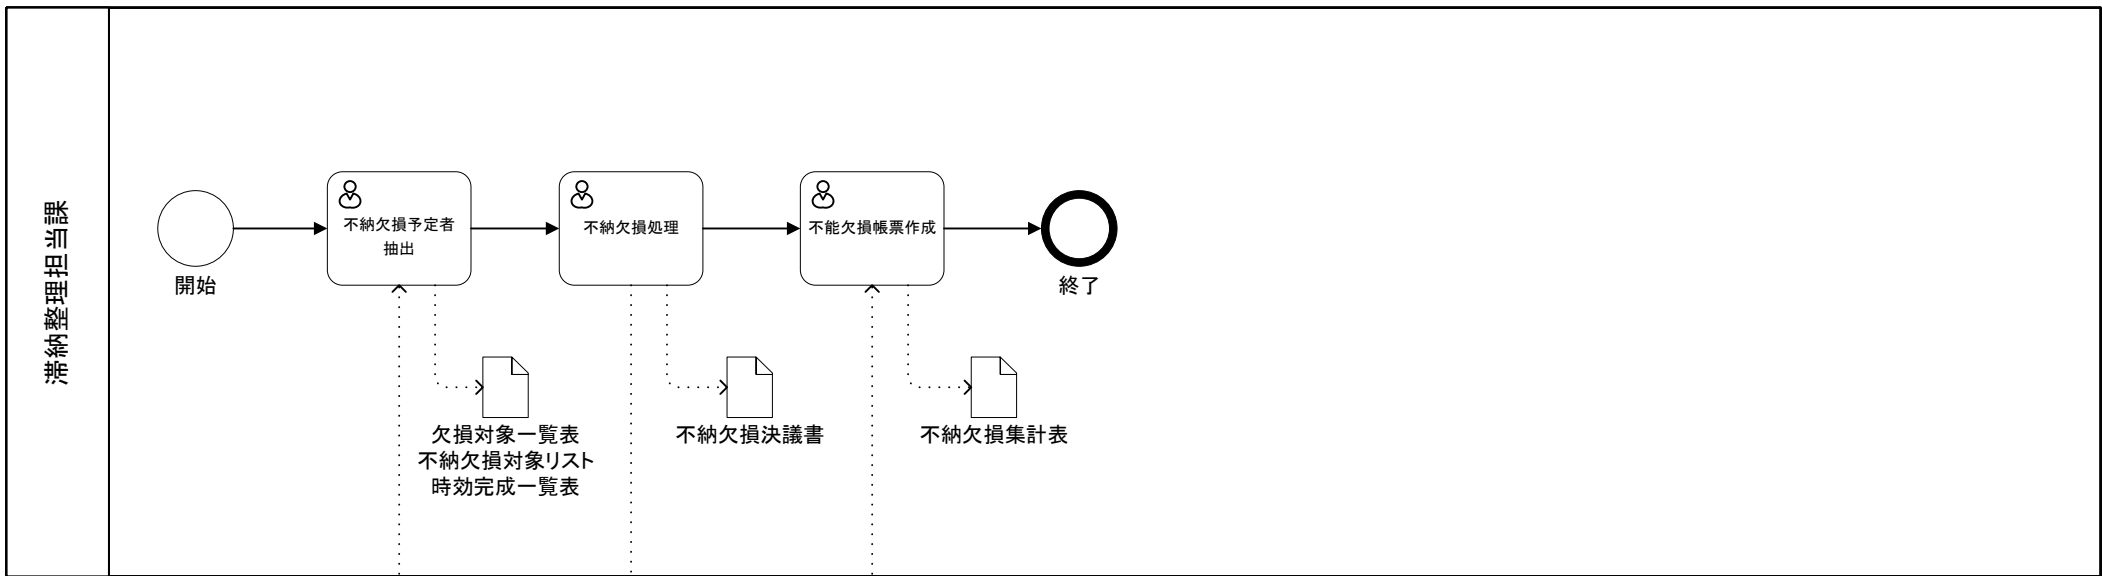 滞納整理担当課
開始
不納欠損予定者
抽出
不納欠損処理
不能欠損帳票作成
終了
欠損対象一覧表
不納欠損対象リスト
時効完成一覧表
不納欠損決議書
不納欠損集計表